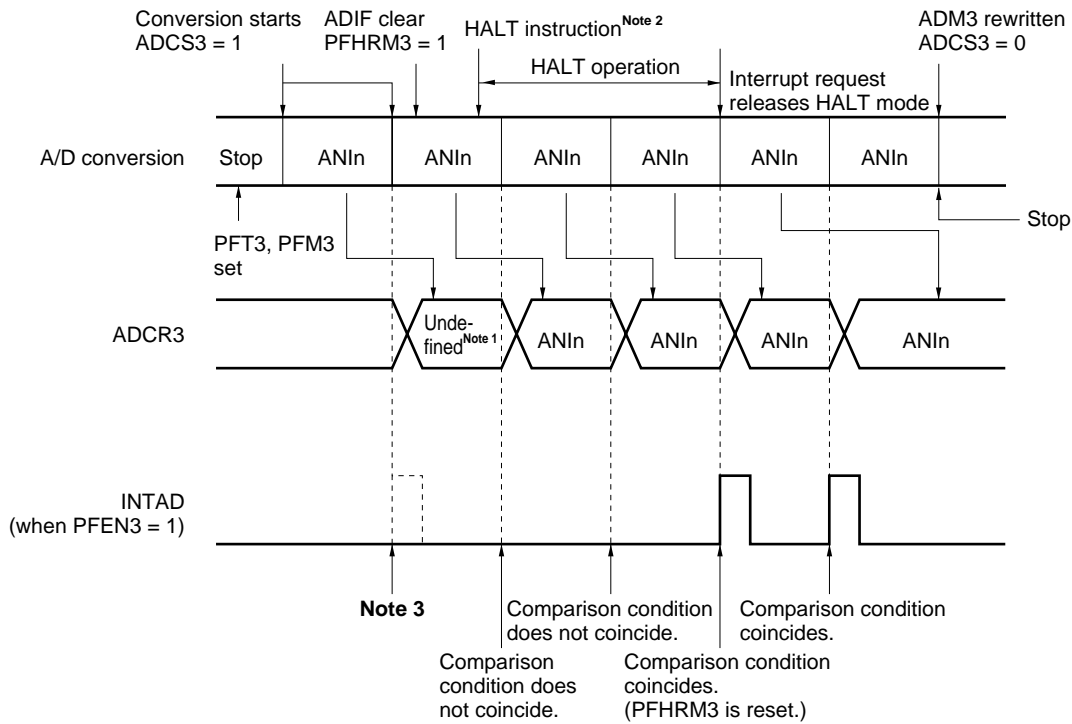 Conversion starts
ADCS3 = 1
ADIF clear
PFHRM3 = 1
HALT instruction Note 2
ADM3 rewritten
ADCS3 = 0
HALT operation
Interrupt request
releases HALT mode
A/D conversion
Stop
ANIn
ANIn
ANIn
ANIn
ANIn
ANIn
Stop
PFT3, PFM3
set
ADCR3
Unde-
fined Note 1
ANIn
ANIn
ANIn
ANIn
INTAD
(when PFEN3 = 1)
Note 3
Comparison condition
does not coincide.
Comparison condition
coincides.
Comparison
condition does
not coincide.
Comparison condition
coincides.
(PFHRM3 is reset.)